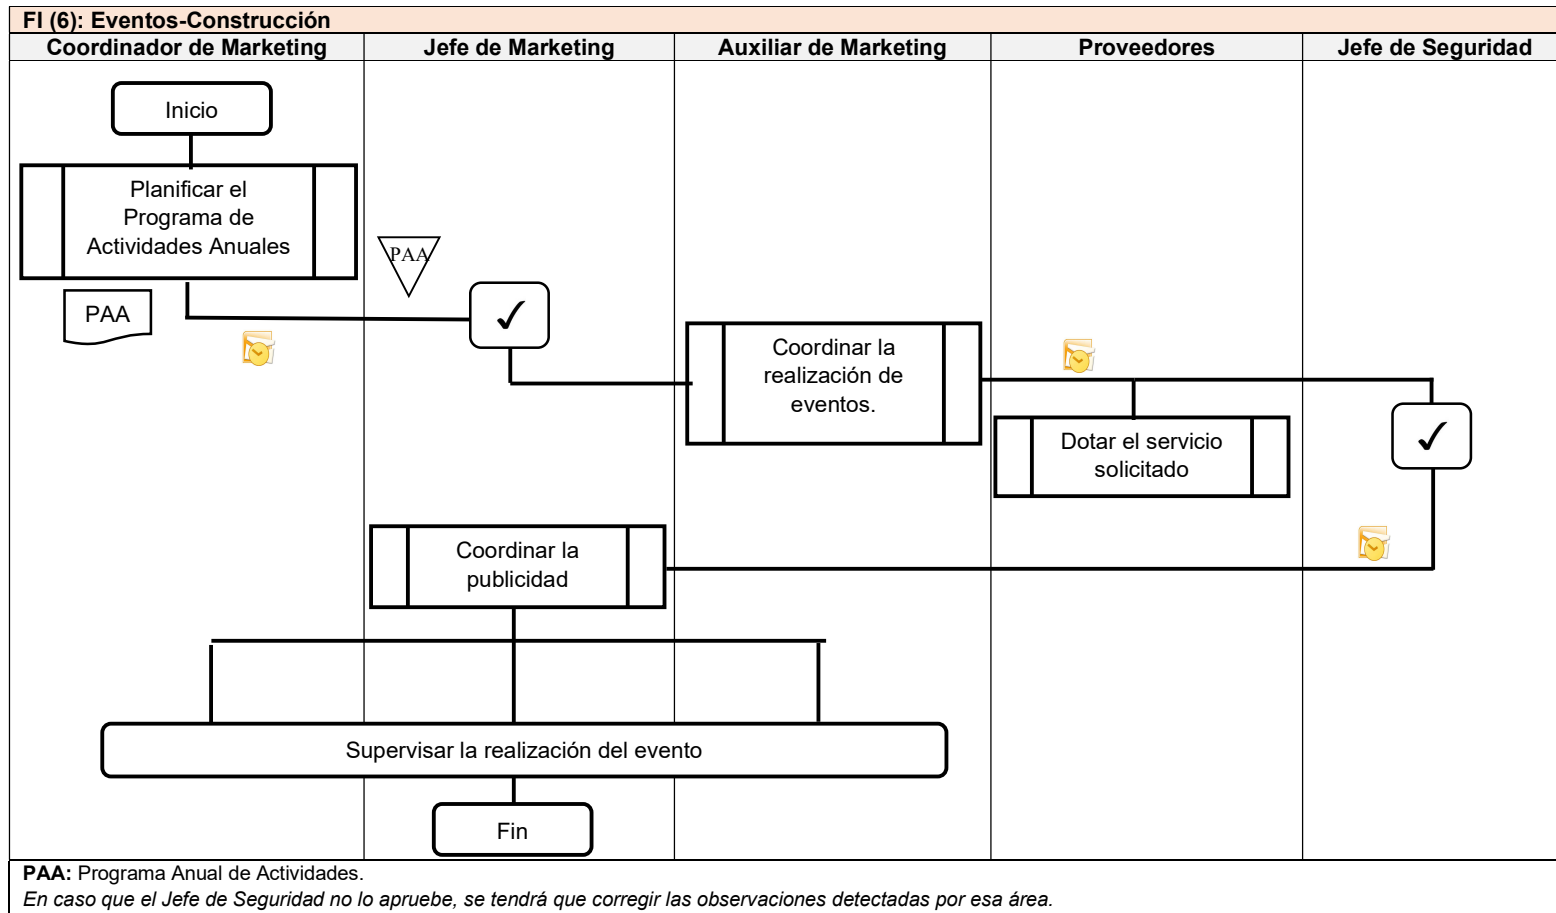 FI (6): Eventos-Construcción
Coordinador de Marketing
Jefe de Marketing
Auxiliar de Marketing
Proveedores
Jefe de Seguridad
Inicio
Planificar el
Programa de
Actividades Anuales
PAA
PAA
Coordinar la
realización de
eventos.
Dotar el servicio
solicitado
Coordinar la
publicidad
Supervisar la realización del evento
Fin
PAA: Programa Anual de Actividades.
En caso que el Jefe de Seguridad no lo apruebe, se tendrá que corregir las observaciones detectadas por esa área.